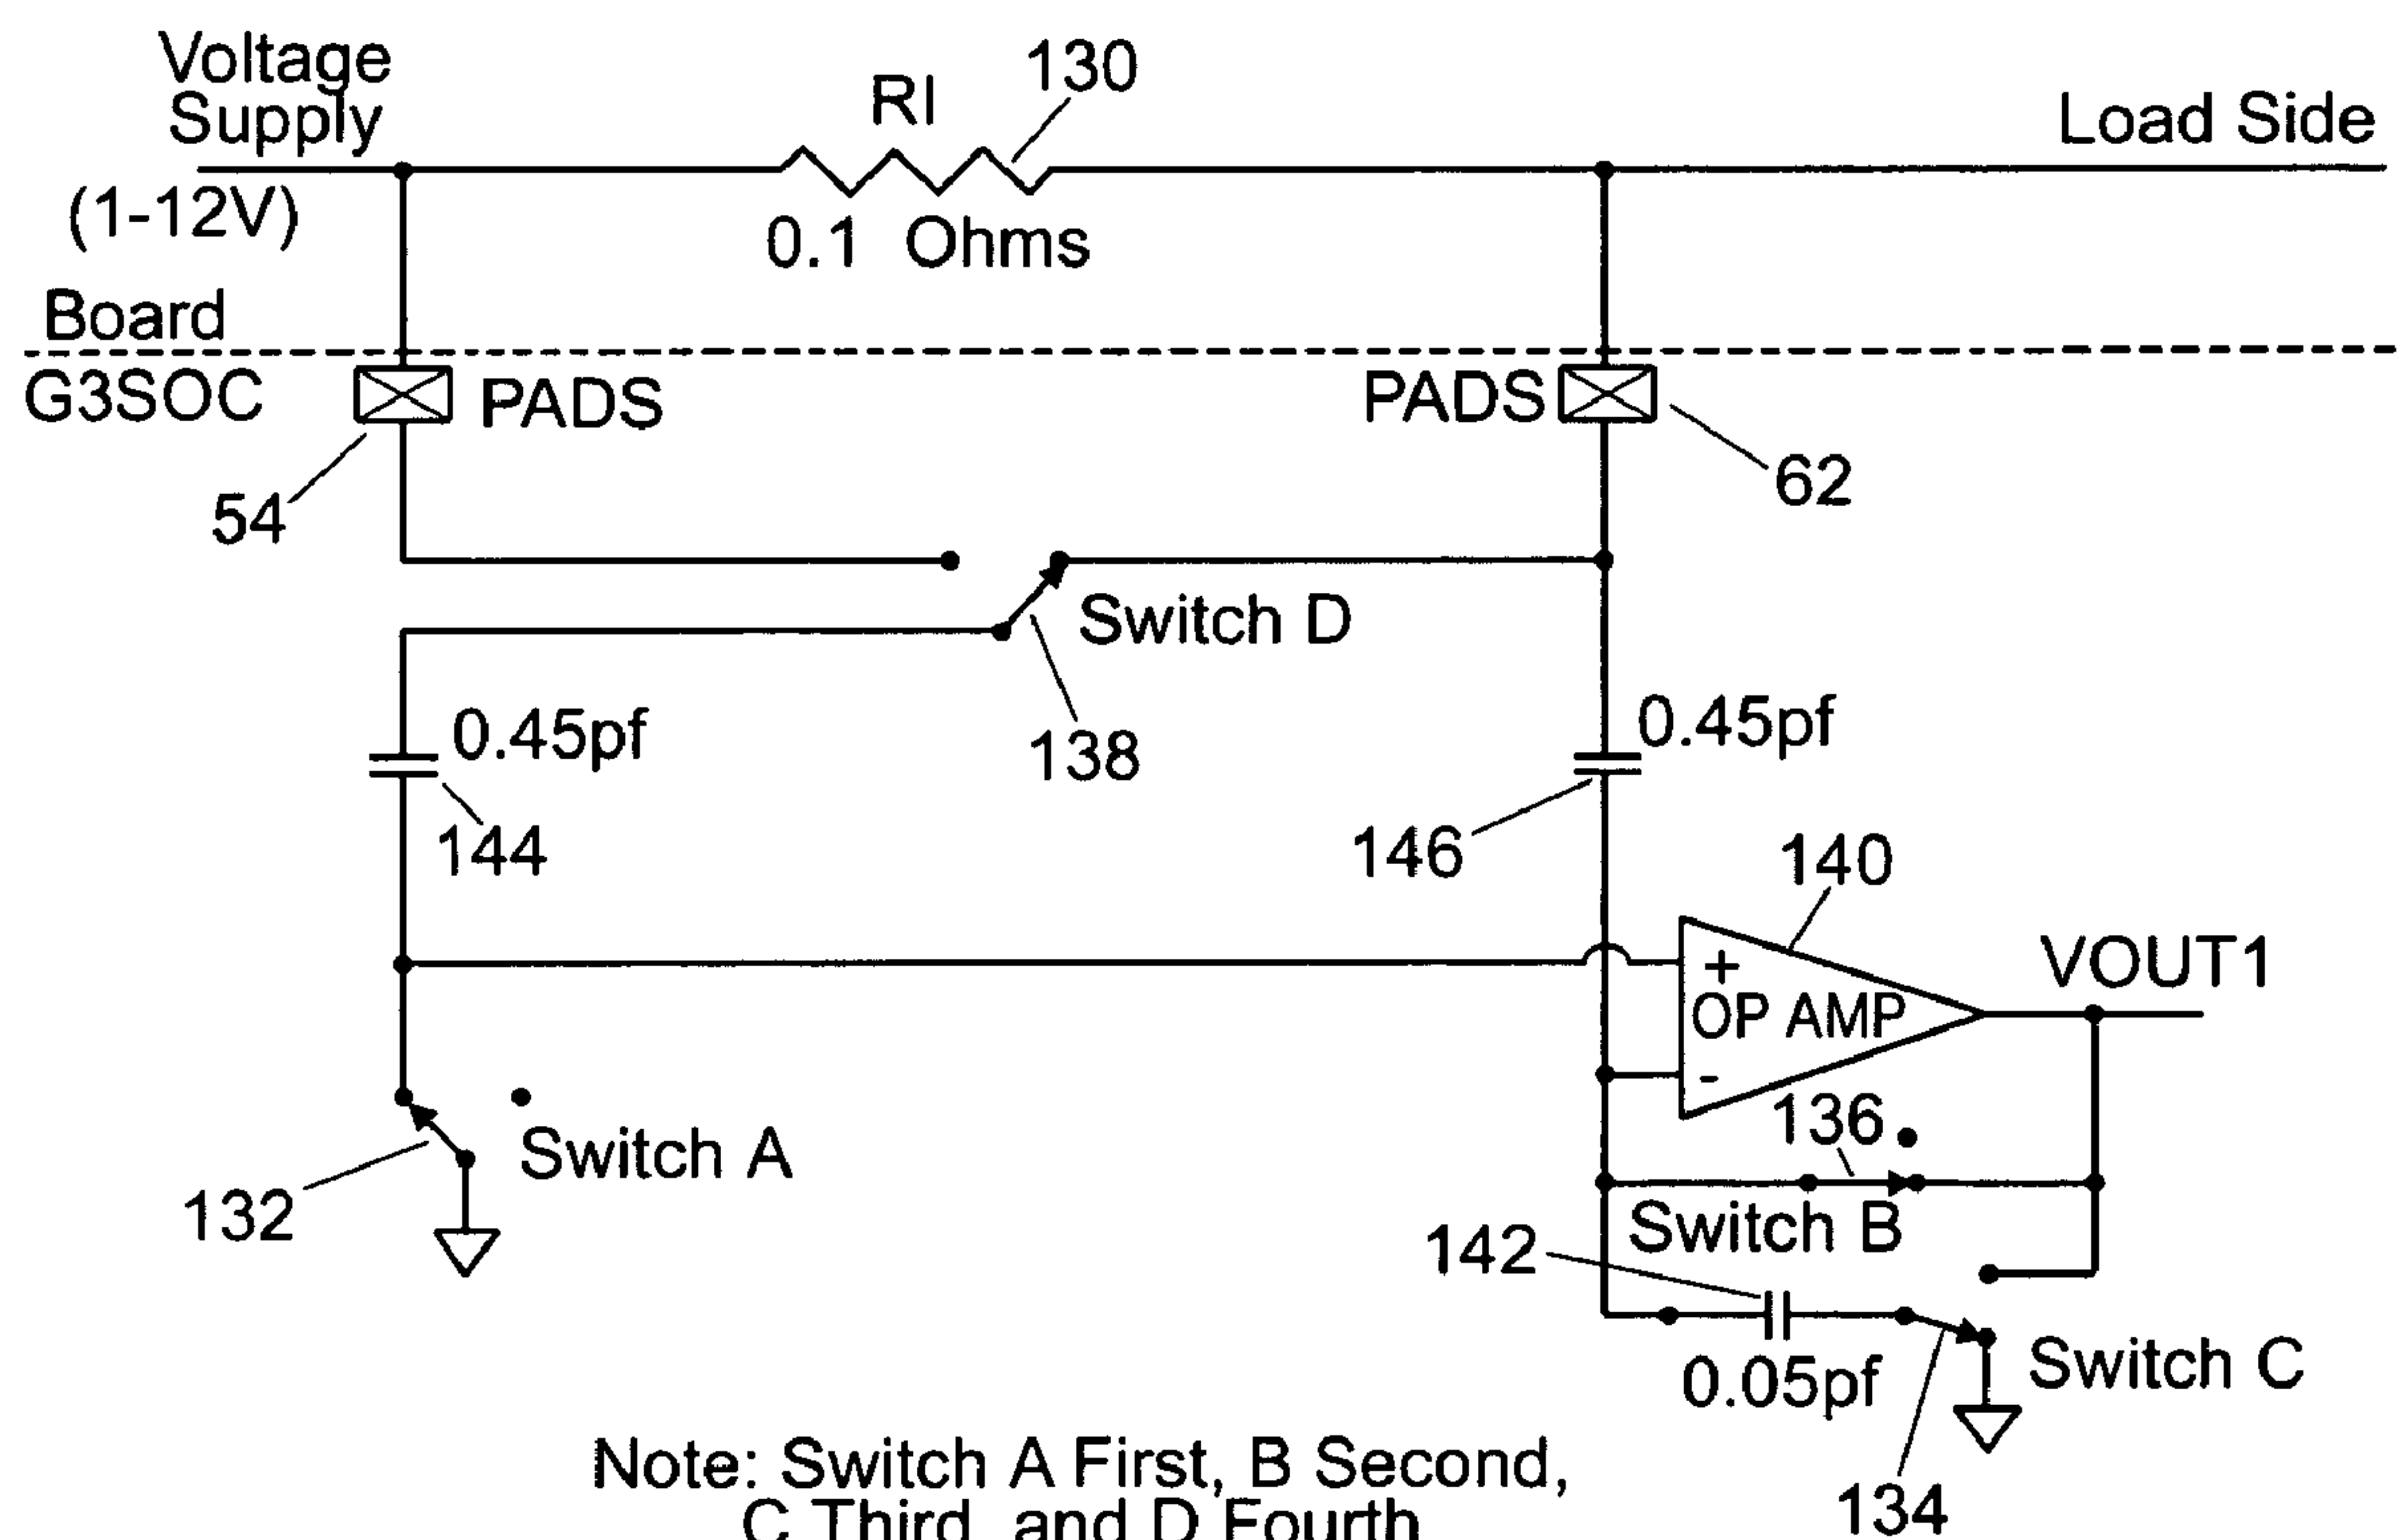 Voltage
Supply
(1-12V)
RI
130
0.1 Ohms
Load Side
Board
G3SOC
PADS
54
PADS
62
Switch D
138
0.45pf
144
0.45pf
146
140
+
OP AMP
-
VOUT1
136
Switch A
132
Switch B
142
0.05pf
Switch C
134
Note: Switch A First, B Second,
C Third, and D Fourth